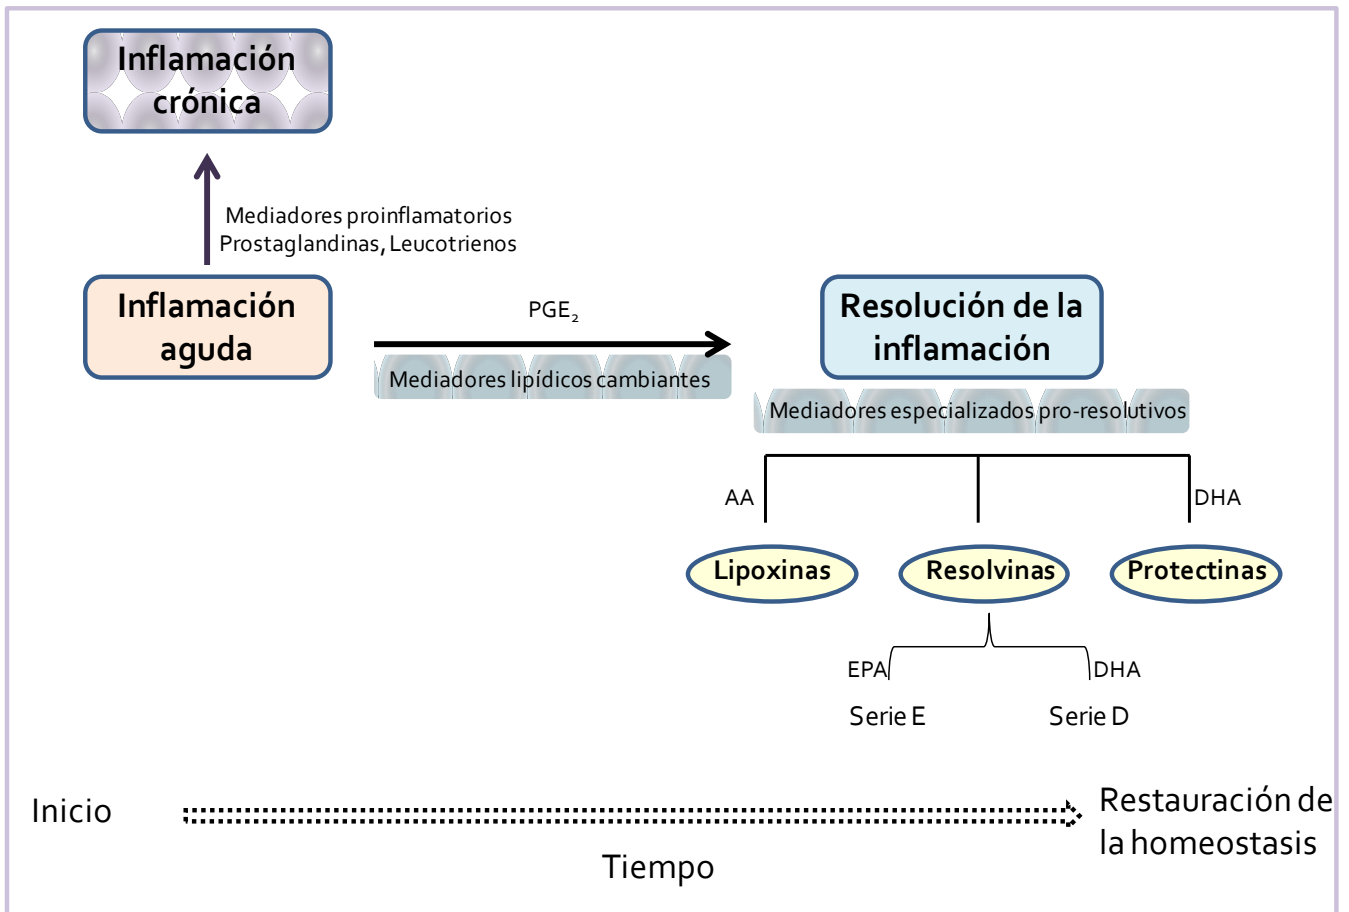 Inflamación
crónica
Mediadores proinflamatorios
Prostaglandinas, Leucotrienos
Inflamación
aguda
PGE₂
Mediadores lipídicos cambiantes
Resolución de la
inflamación
Mediadores especializados pro-resolutivos
AA
DHA
Lipoxinas
Resolvinas
Protectinas
EPA
DHA
Serie E
Serie D
Inicio
Restauración de
la homeostasis
Tiempo